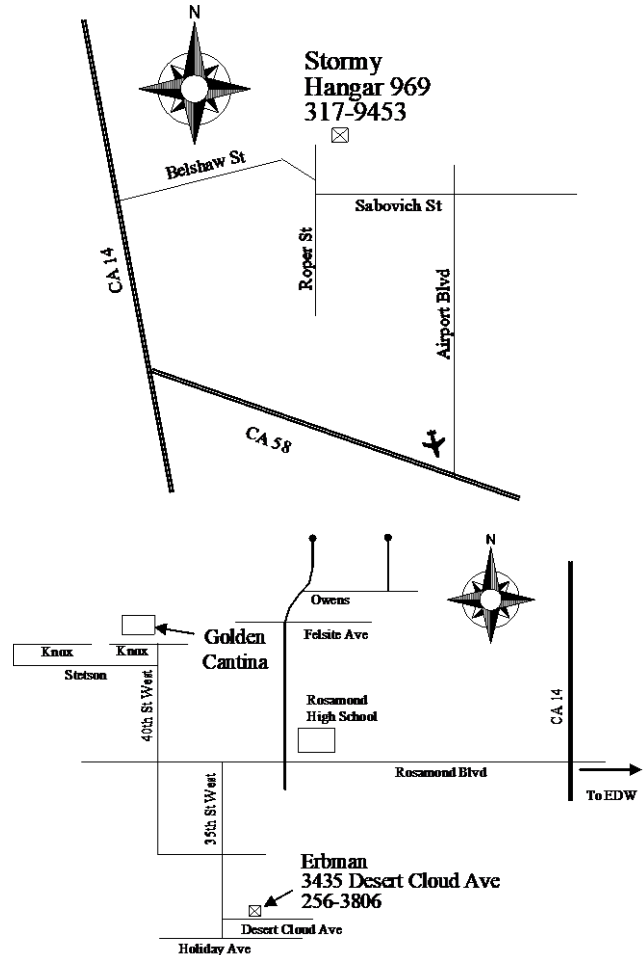 N
Stormy
Hangar 969
317-9453
Belshaw St
Sabovich St
Roper St
CA 14
Airport Blvd
CA 58
N
Owens
Felsite Ave
Golden
Cantina
Knox
Knox
Stetson
40th St West
Rosamond
High School
CA 14
Rosamond Blvd
To EDW
35th St West
Erbman
3435 Desert Cloud Ave
256-3806
Desert Cloud Ave
Holiday Ave